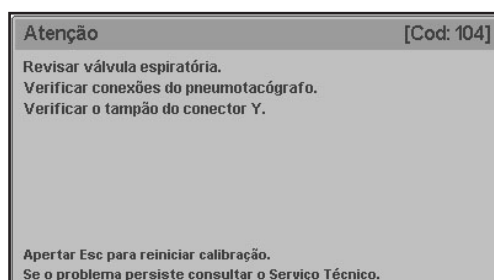 Atenção [Cod: 104]
Revisar válvula espiratória.
Verificar conexões do pneumotacógrafo.
Verificar o tampão do conector Y.
Apertar Esc para reiniciar calibração.
Se o problema persiste consultar o Serviço Técnico.